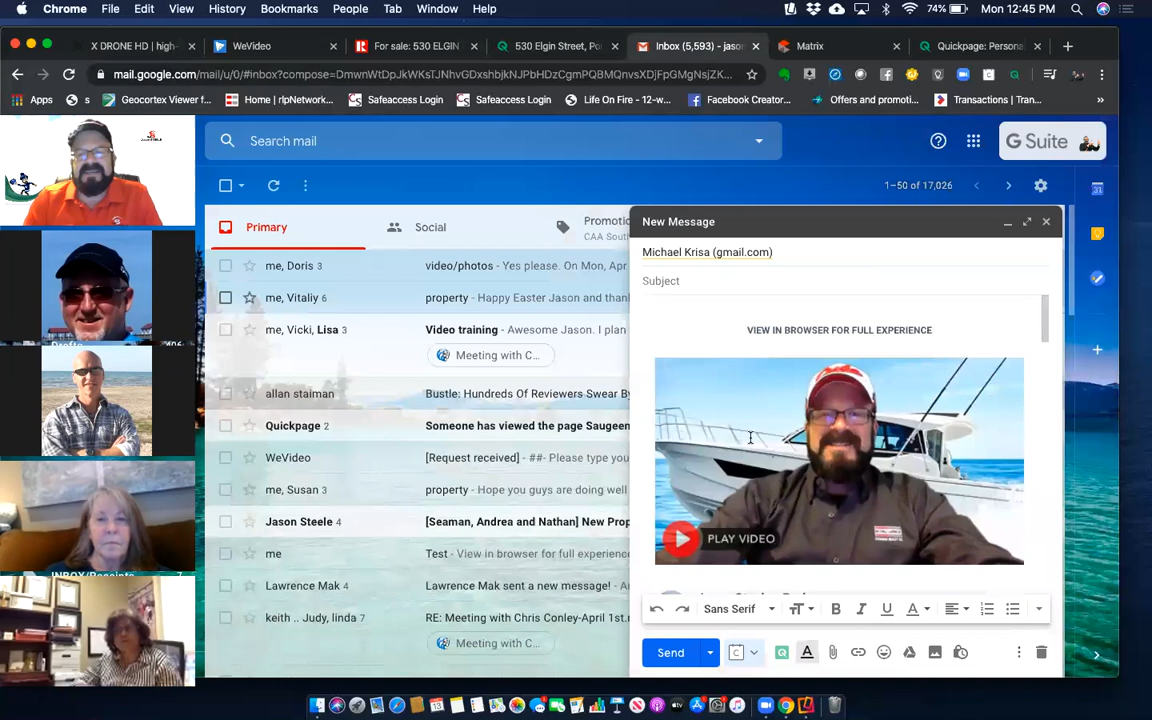 Chrome File Edit View History Bookmarks People Tab Window Help 74% Mon 12:45 PM
X DRONE HD | high- WeVideo For sale: 530 ELGIN 530 Elgin Street, Po Inbox (5,593) - jaso Matrix Quickpage: Persona
mail.google.com/mail/u/0/#inbox?compose=
Apps s Geocortex Viewer f... Home | rlpNetwork... Safeaccess Login Safeaccess Login Life On Fire - 12-w... Facebook Creator... Offers and promoti... Transactions | Tran... »
Search mail
G Suite
1–50 of 17,026
Primary Social Promotio
CAA Sout
New Message
Michael Krisa (gmail.com)
Subject
VIEW IN BROWSER FOR FULL EXPERIENCE
PLAY VIDEO
me, Doris 3 video/photos - Yes please. On Mon, Apr
me, Vitaliy 6 property - Happy Easter Jason and thank
me, Vicki, Lisa 3 Video training - Awesome Jason. I plan
Meeting with C...
allan staiman Bustle: Hundreds Of Reviewers Swear By
Quickpage 2 Someone has viewed the page Saugeen
WeVideo [Request received] - ##- Please type you
me, Susan 3 property - Hope you guys are doing well
Jason Steele 4 [Seaman, Andrea and Nathan] New Prop
me Test - View in browser for full experience
Lawrence Mak 4 Lawrence Mak sent a new message! - A
keith .. Judy, linda 7 RE: Meeting with Chris Conley-April 1st.
Meeting with C...
Sans Serif
Send
Drafts 406
INBOX/Receipts 7